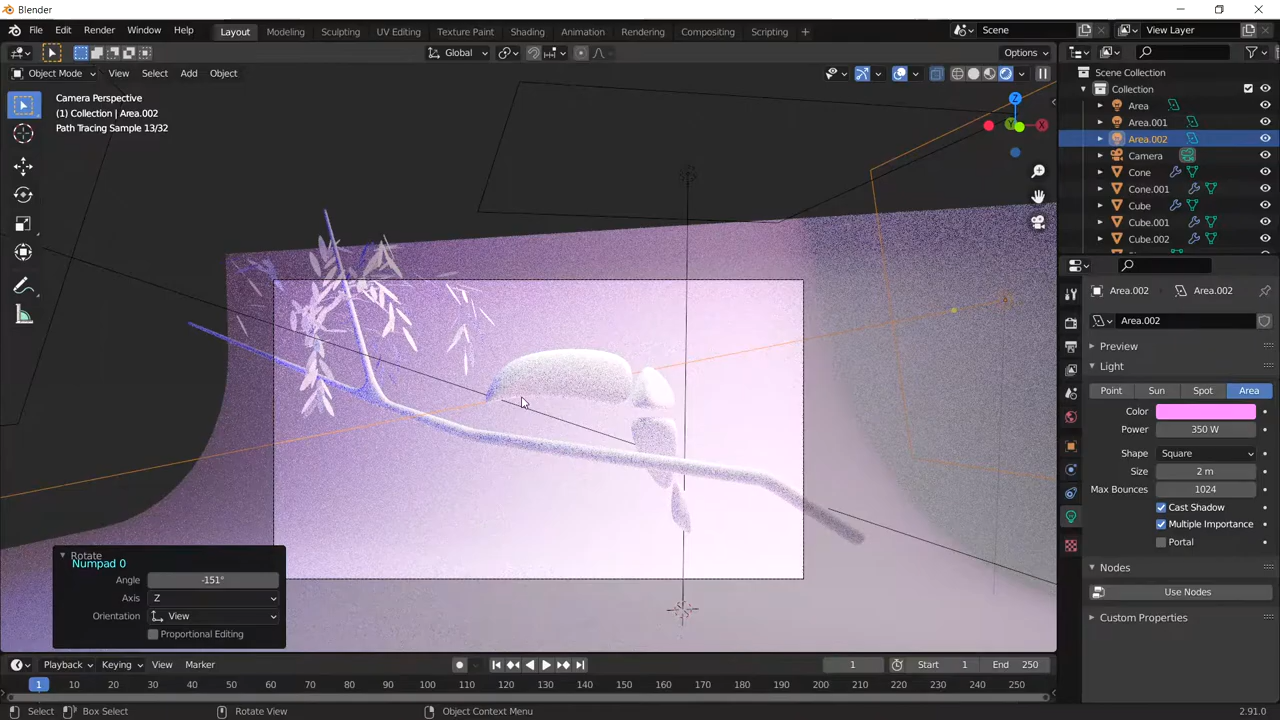 Blender
File Edit Render Window Help Layout Modeling Sculpting UV Editing Texture Paint Shading Animation Rendering Compositing Scripting + Scene View Layer
Global Options
Object Mode View Select Add Object
Scene Collection
Collection
Camera Perspective
(1) Collection | Area.002
Path Tracing Sample 13/32
Z
Y
X
Area
Area.001
Area.002
Camera
Cone
Cone.001
Cube
Cube.001
Cube.002
Area.002 Area.002
Area.002
Preview
Light
Point Sun Spot Area
Color
Power 350 W
Shape Square
Size 2 m
Max Bounces 1024
Cast Shadow
Multiple Importance
Portal
Nodes
Use Nodes
Custom Properties
Rotate
Numpad 0
Angle -151°
Axis Z
Orientation View
Proportional Editing
Playback Keying View Marker 1 Start 1 End 250
1 10 20 30 40 50 60 70 80 90 100 110 120 130 140 150 160 170 180 190 200 210 220 230 240 250
Select Box Select Rotate View Object Context Menu 2.91.0